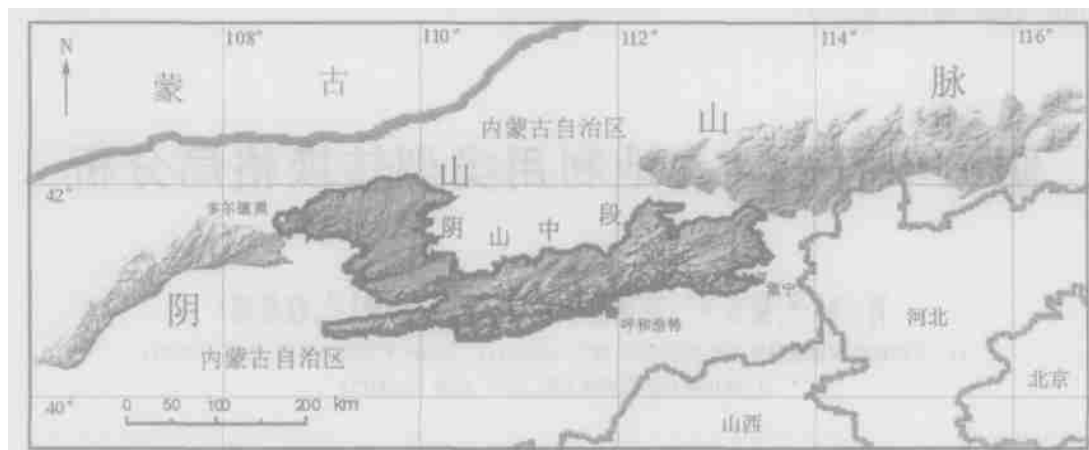 108° 110° 112° 114° 116°
N
蒙 古
脉
山
内蒙古自治区
山
42°
阴 山 中 段
阴
集宁
呼和浩特
河北
内蒙古自治区
北京
40°
0 50 100 200 km
山西